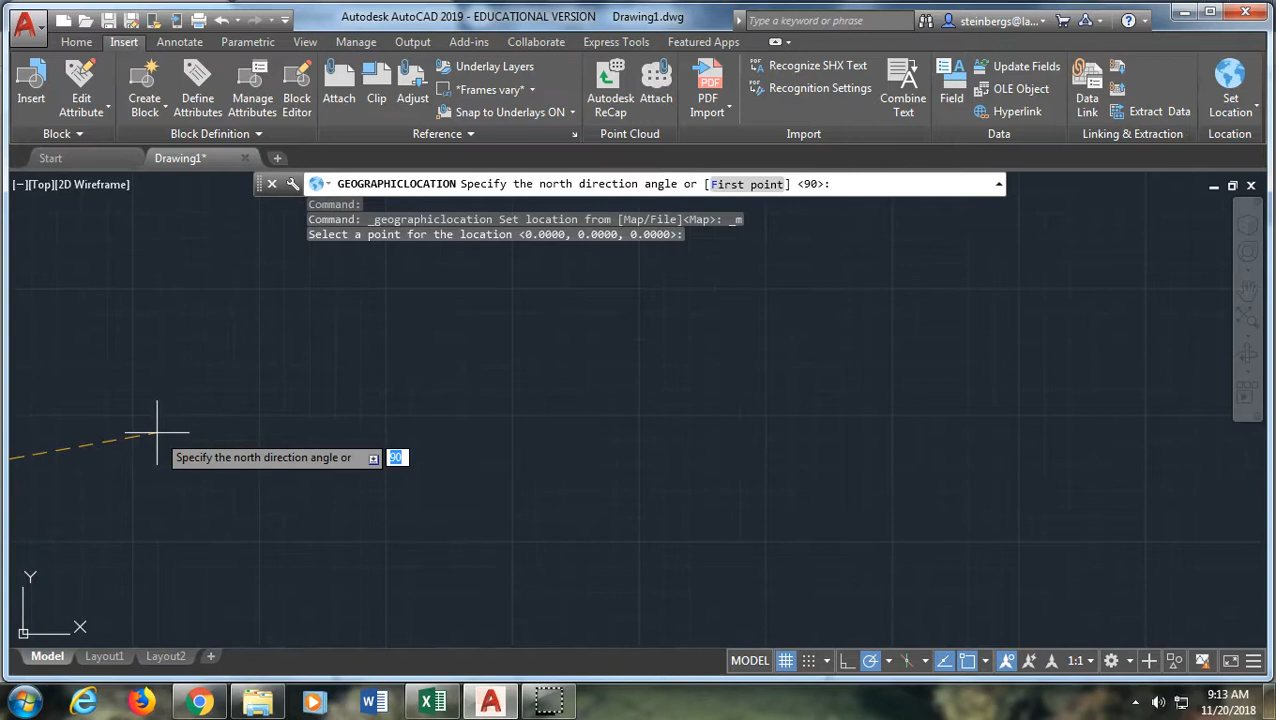 Autodesk AutoCAD 2019 - EDUCATIONAL VERSION Drawing1.dwg
Type a keyword or phrase
steinbergs@la...
Home Insert Annotate Parametric View Manage Output Add-ins Collaborate Express Tools Featured Apps
Insert
Edit Attribute
Create Block
Define Attributes
Manage Attributes
Block Editor
Attach
Clip
Adjust
Underlay Layers
*Frames vary*
Snap to Underlays ON
Autodesk ReCap
Attach
PDF Import
Recognize SHX Text
Recognition Settings
Combine Text
Field
Update Fields
OLE Object
Hyperlink
Data Link
Extract Data
Set Location
Block Block Definition Reference Point Cloud Import Data Linking & Extraction Location
Start Drawing1*
[−][Top][2D Wireframe]
GEOGRAPHICLOCATION Specify the north direction angle or [First point] <90>:
Command:
Command: _geographiclocation Set location from [Map/File]<Map>: _m
Select a point for the location <0.0000, 0.0000, 0.0000>:
Specify the north direction angle or 90
Y
X
Model Layout1 Layout2
MODEL
1:1
9:13 AM
11/20/2018